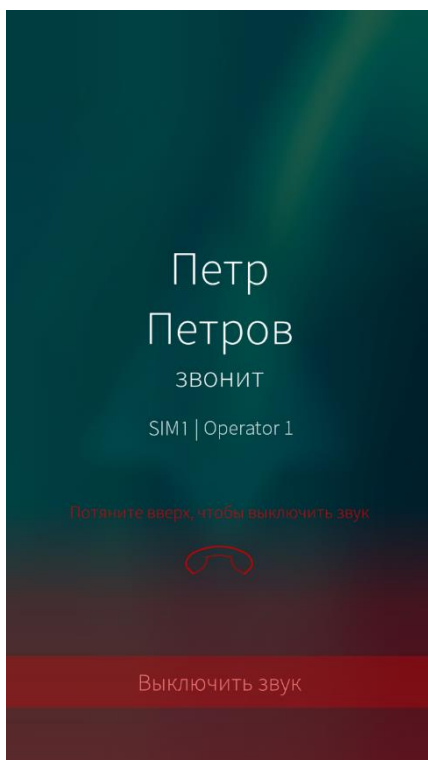 Петр
Петров
звонит
SIM1 | Operator 1
Потяните вверх, чтобы выключить звук
Выключить звук